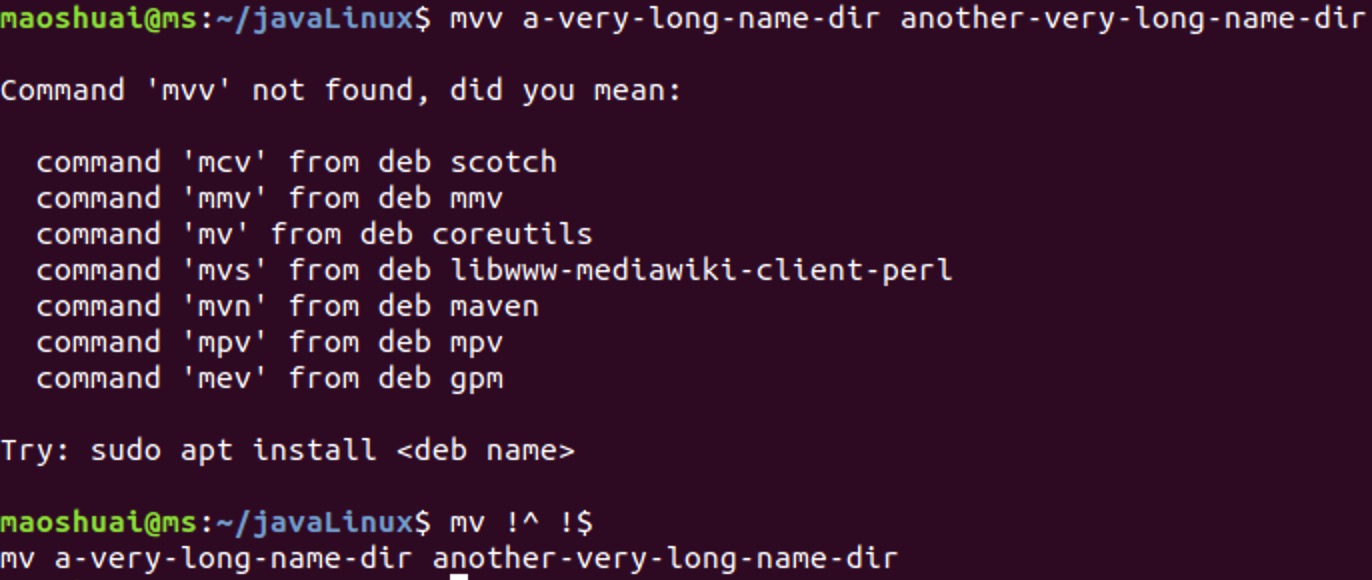 maoshuai@ms:~/javaLinux$ mvv a-very-long-name-dir another-very-long-name-dir
Command 'mvv' not found, did you mean:
command 'mcv' from deb scotch
command 'mmv' from deb mmv
command 'mv' from deb coreutils
command 'mvs' from deb libwww-mediawiki-client-perl
command 'mvn' from deb maven
command 'mpv' from deb mpv
command 'mev' from deb gpm
Try: sudo apt install <deb name>
maoshuai@ms:~/javaLinux$ mv !^ !$
mv a-very-long-name-dir another-very-long-name-dir